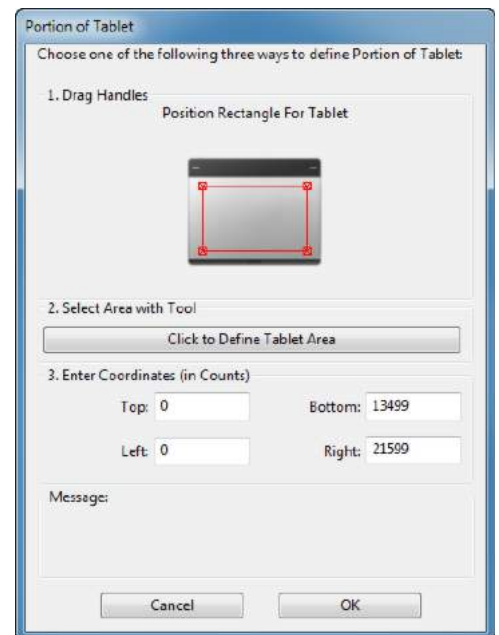 Portion of Tablet
Choose one of the following three ways to define Portion of Tablet:
1. Drag Handles
Position Rectangle For Tablet
2. Select Area with Tool
Click to Define Tablet Area
3. Enter Coordinates (in Counts)
Top: 0 Bottom: 13499
Left: 0 Right: 21599
Message:
Cancel OK